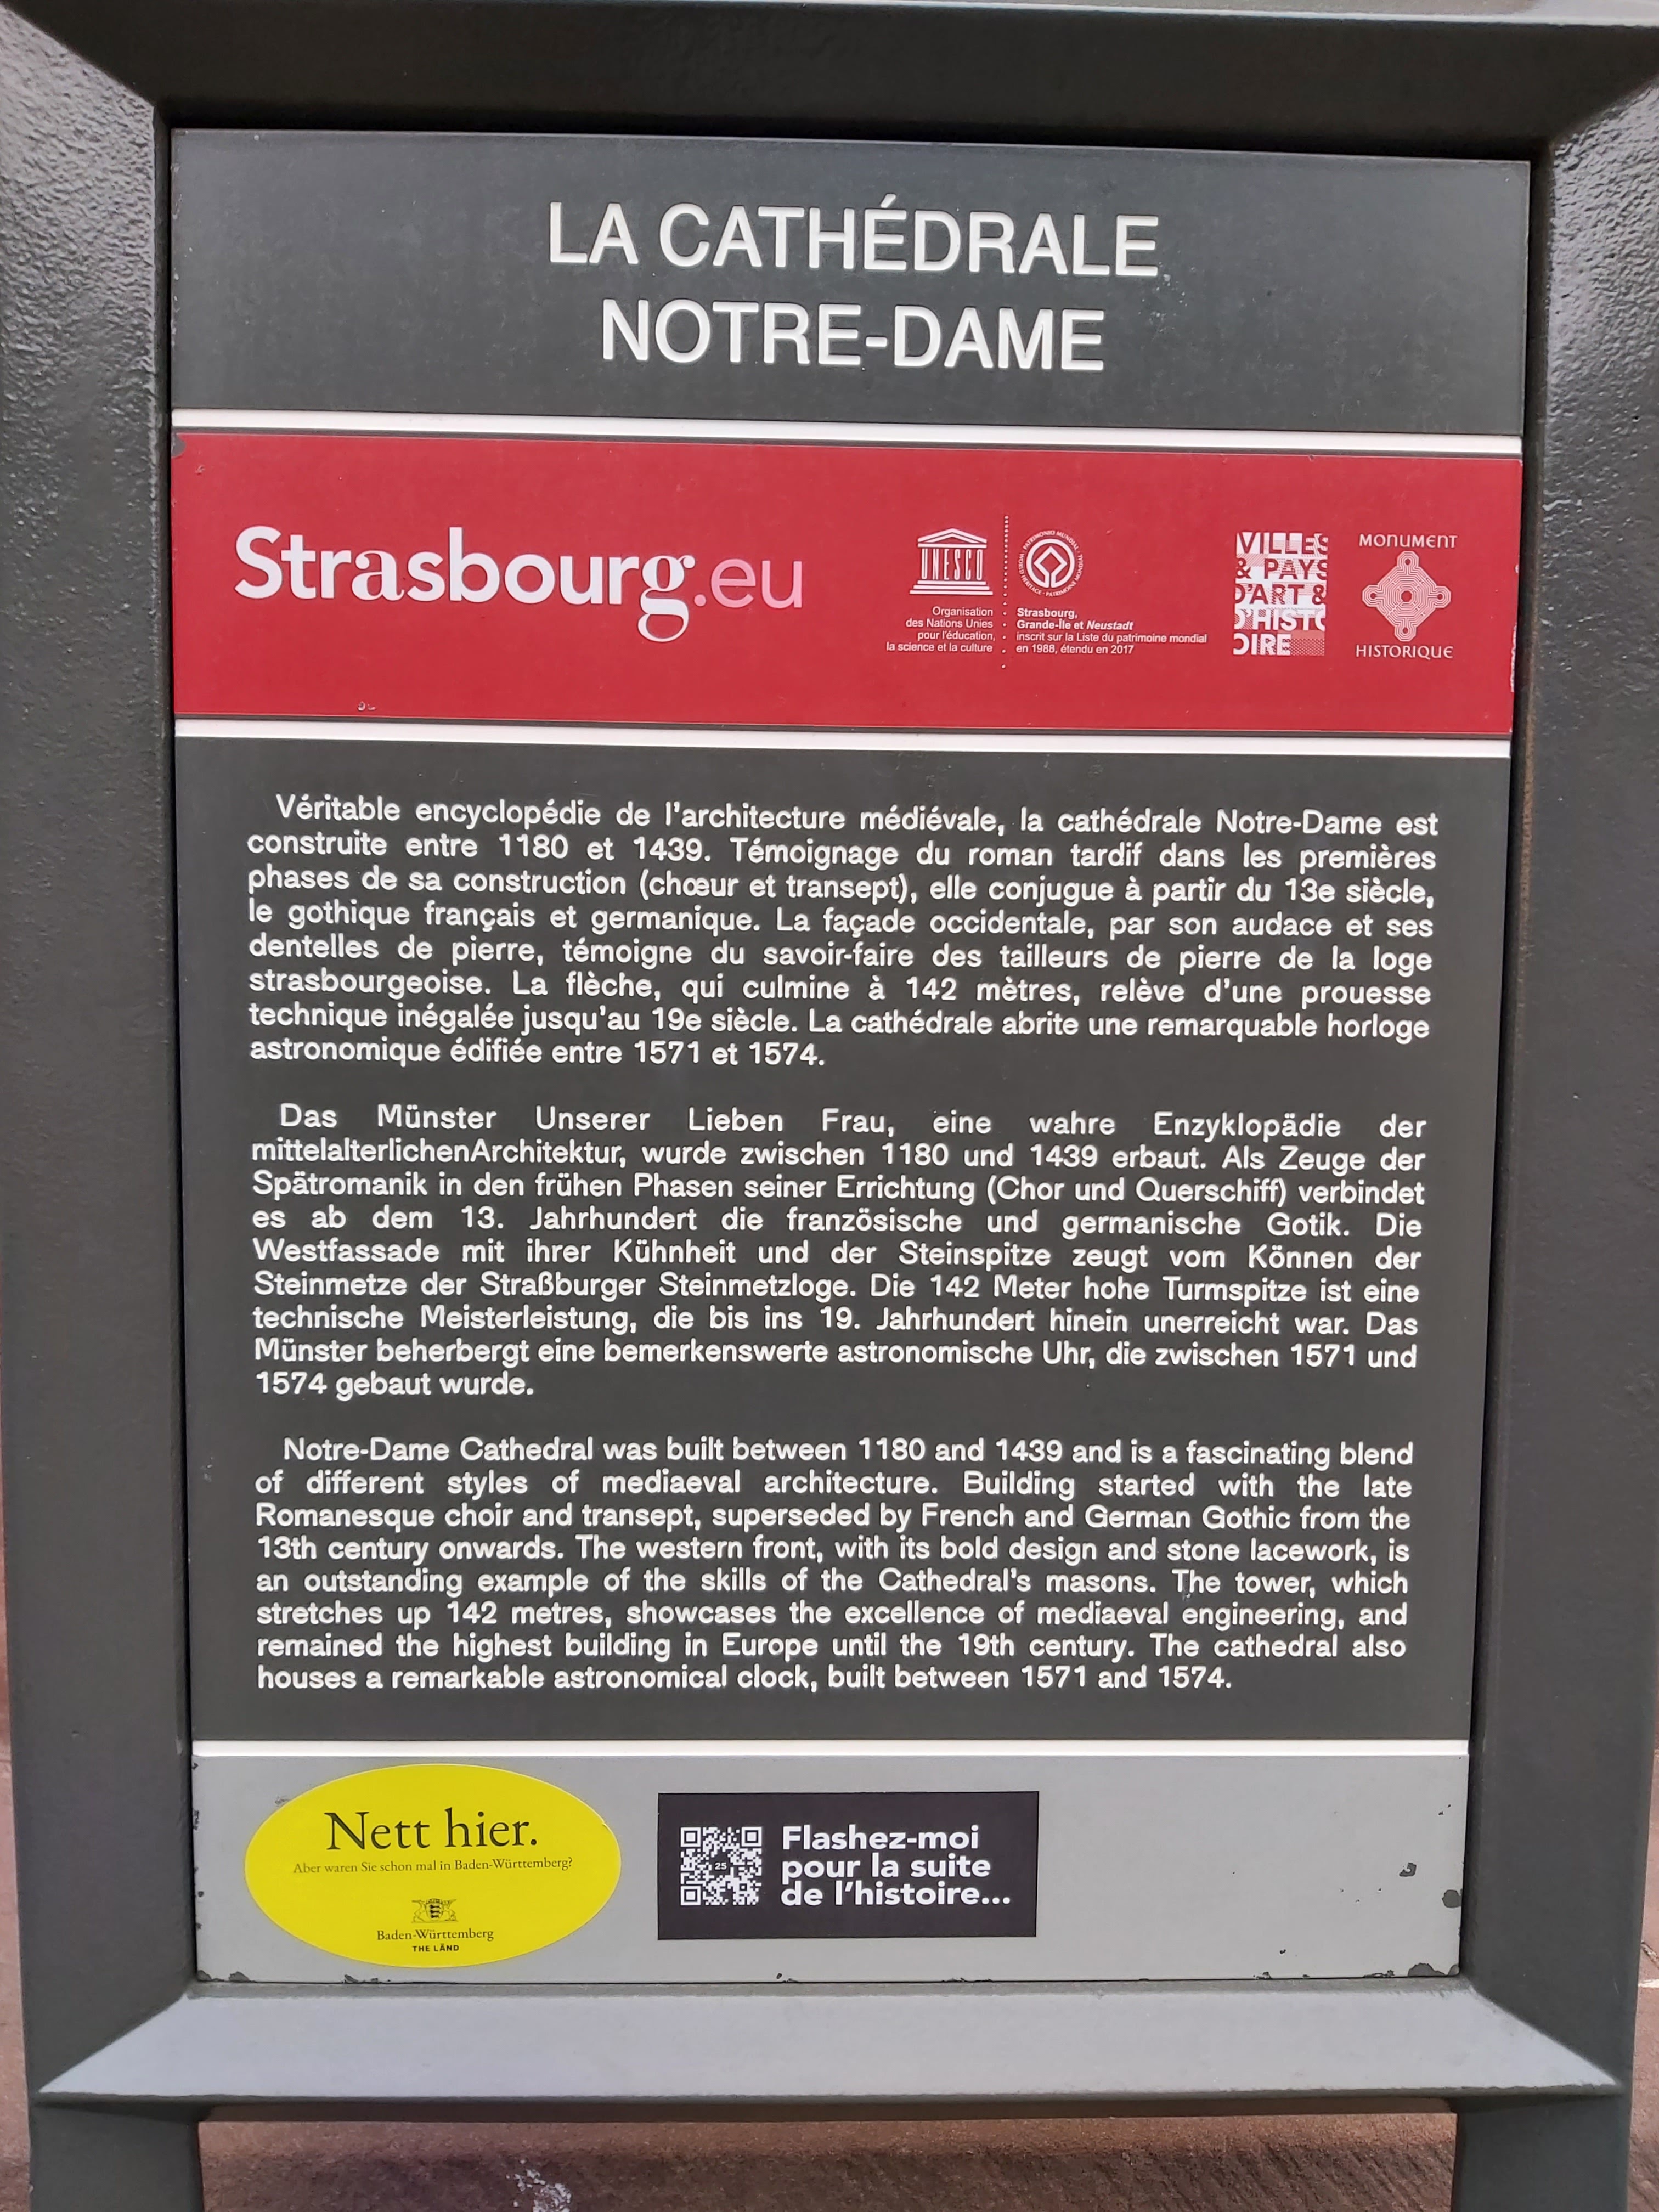 LA CATHÉDRALE
NOTRE-DAME
Strasbourg.eu
UNESCO
Organisation
des Nations Unies
pour l'éducation,
la science et la culture
WORLD HERITAGE • PATRIMOINE MONDIAL • PATRIMONIO MUNDIAL
Strasbourg,
Grande-Île et Neustadt
inscrit sur la Liste du patrimoine mondial
en 1988, étendu en 2017
VILLES
& PAYS
D'ART &
D'HIST
OIRE
MONUMENT
HISTORIQUE
Véritable encyclopédie de l'architecture médiévale, la cathédrale Notre-Dame est
construite entre 1180 et 1439. Témoignage du roman tardif dans les premières
phases de sa construction (chœur et transept), elle conjugue à partir du 13e siècle,
le gothique français et germanique. La façade occidentale, par son audace et ses
dentelles de pierre, témoigne du savoir-faire des tailleurs de pierre de la loge
strasbourgeoise. La flèche, qui culmine à 142 mètres, relève d'une prouesse
technique inégalée jusqu'au 19e siècle. La cathédrale abrite une remarquable horloge
astronomique édifiée entre 1571 et 1574.
Das Münster Unserer Lieben Frau, eine wahre Enzyklopädie der
mittelalterlichenArchitektur, wurde zwischen 1180 und 1439 erbaut. Als Zeuge der
Spätromanik in den frühen Phasen seiner Errichtung (Chor und Querschiff) verbindet
es ab dem 13. Jahrhundert die französische und germanische Gotik. Die
Westfassade mit ihrer Kühnheit und der Steinspitze zeugt vom Können der
Steinmetze der Straßburger Steinmetzloge. Die 142 Meter hohe Turmspitze ist eine
technische Meisterleistung, die bis ins 19. Jahrhundert hinein unerreicht war. Das
Münster beherbergt eine bemerkenswerte astronomische Uhr, die zwischen 1571 und
1574 gebaut wurde.
Notre-Dame Cathedral was built between 1180 and 1439 and is a fascinating blend
of different styles of mediaeval architecture. Building started with the late
Romanesque choir and transept, superseded by French and German Gothic from the
13th century onwards. The western front, with its bold design and stone lacework, is
an outstanding example of the skills of the Cathedral's masons. The tower, which
stretches up 142 metres, showcases the excellence of mediaeval engineering, and
remained the highest building in Europe until the 19th century. The cathedral also
houses a remarkable astronomical clock, built between 1571 and 1574.
Nett hier.
Aber waren Sie schon mal in Baden-Württemberg?
Baden-Württemberg
THE LÄND
25
Flashez-moi
pour la suite
de l'histoire...